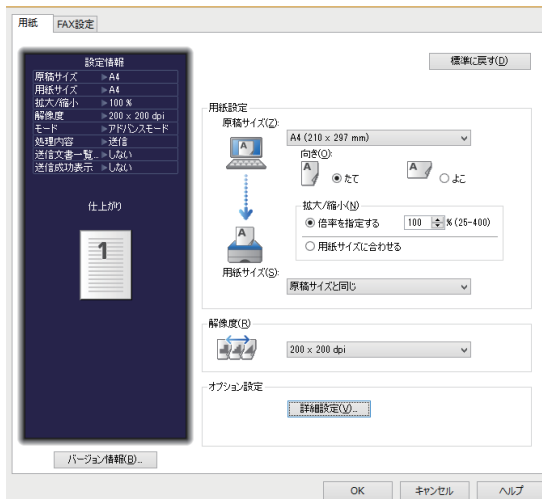 用紙 FAX設定
設定情報
原稿サイズ ▶A4
用紙サイズ ▶A4
拡大/縮小 ▶100 %
解像度 ▶200 x 200 dpi
モード ▶アドバンスモード
処理内容 ▶送信
送信文書一覧... ▶しない
送信成功表示 ▶しない
仕上がり
1
バージョン情報(B)...
標準に戻す(D)
用紙設定
原稿サイズ(Z):
A4 (210 x 297 mm)
向き(O):
A たて A よこ
拡大/縮小(N)
倍率を指定する 100 % (25-400)
用紙サイズに合わせる
用紙サイズ(S):
原稿サイズと同じ
解像度(R)
200 x 200 dpi
オプション設定
詳細設定(V)...
OK キャンセル ヘルプ